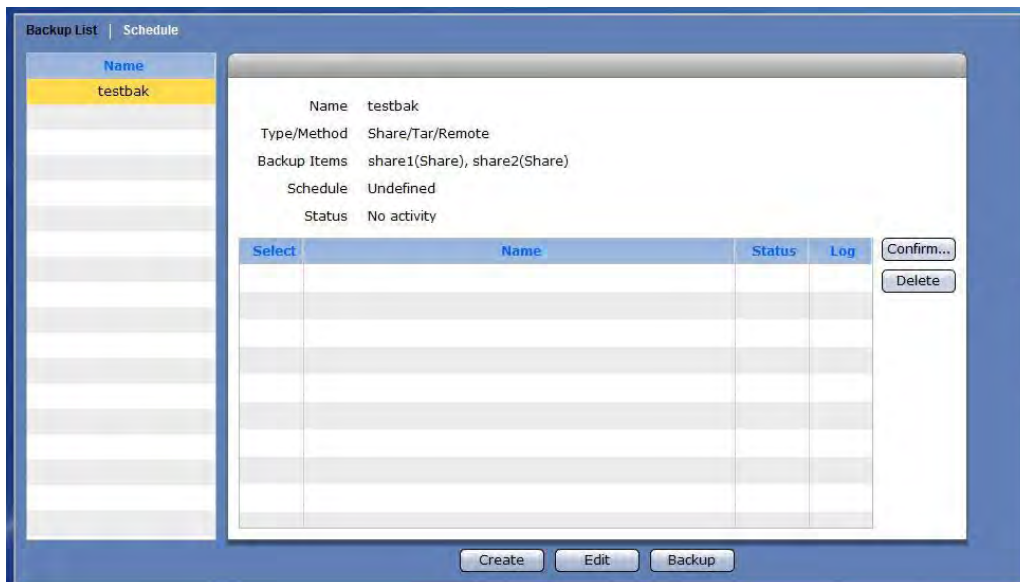 Backup List | Schedule
Name
testbak
Name testbak
Type/Method Share/Tar/Remote
Backup Items share1(Share), share2(Share)
Schedule Undefined
Status No activity
Select Name Status Log
Confirm...
Delete
Create Edit Backup